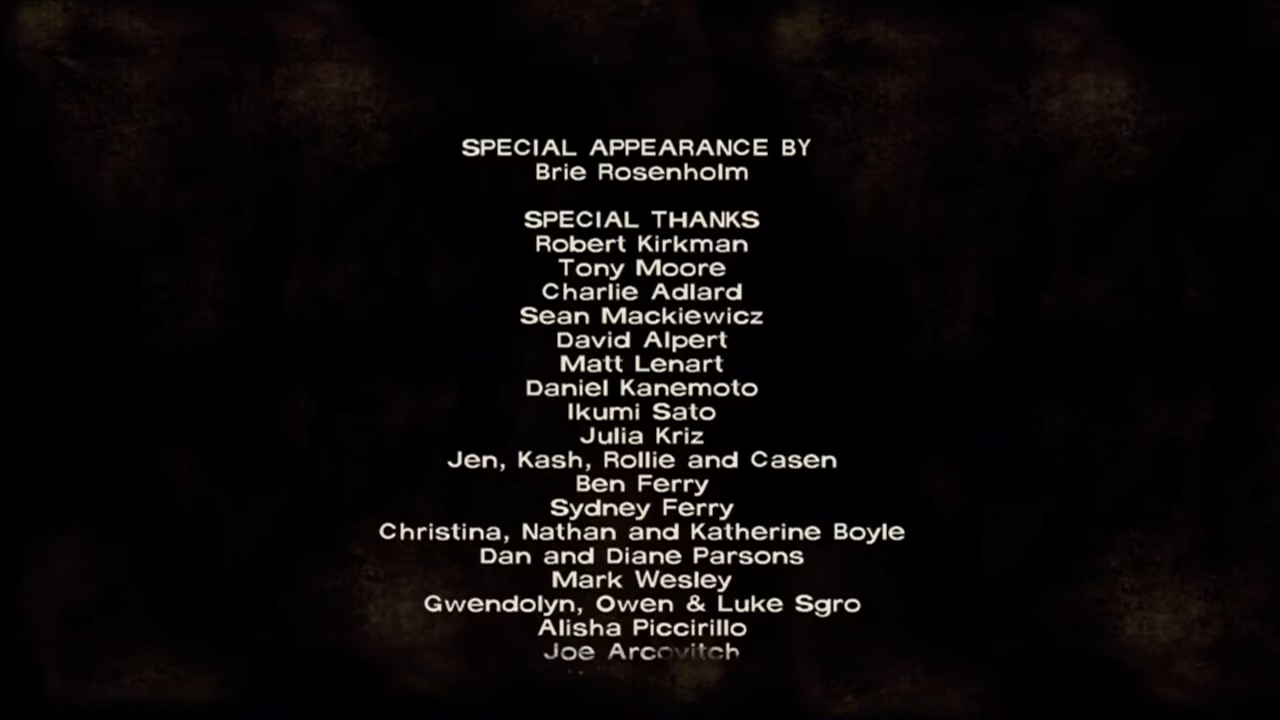 SPECIAL APPEARANCE BY
Brie Rosenholm
SPECIAL THANKS
Robert Kirkman
Tony Moore
Charlie Adlard
Sean Mackiewicz
David Alpert
Matt Lenart
Daniel Kanemoto
Ikumi Sato
Julia Kriz
Jen, Kash, Rollie and Casen
Ben Ferry
Sydney Ferry
Christina, Nathan and Katherine Boyle
Dan and Diane Parsons
Mark Wesley
Gwendolyn, Owen & Luke Sgro
Alisha Piccirillo
Joe Arcovitch